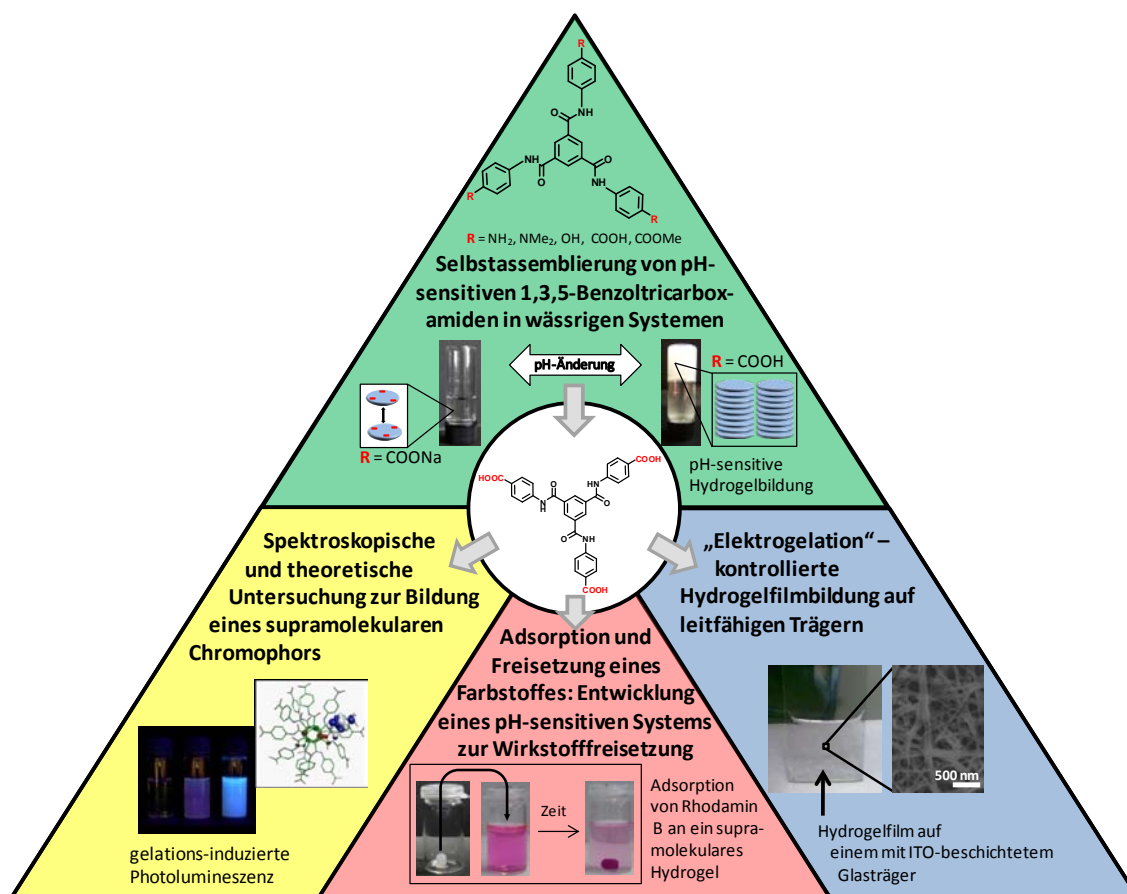 R
O
NH
NH
O
O
HN
R
R
R = NH₂, NMe₂, OH, COOH, COOMe
Selbstassemblierung von pH-
sensitiven 1,3,5-Benzoltricarbox-
amiden in wässrigen Systemen
pH-Änderung
R = COOH
R = COONa
pH-sensitive
Hydrogelbildung
COOH
HOOC
O
HN
N
H
O
O
NH
COOH
Spektroskopische
und theoretische
Untersuchung zur Bildung
eines supramolekularen
Chromophors
gelations-induzierte
Photolumineszenz
Adsorption und
Freisetzung eines
Farbstoffes: Entwicklung
eines pH-sensitiven Systems
zur Wirkstofffreisetzung
Zeit
Adsorption
von Rhodamin
B an ein supra-
molekulares
Hydrogel
„Elektrogelation“ –
kontrollierte
Hydrogelfilmbildung auf
leitfähigen Trägern
500 nm
Hydrogelfilm auf
einem mit ITO-beschichtetem
Glasträger